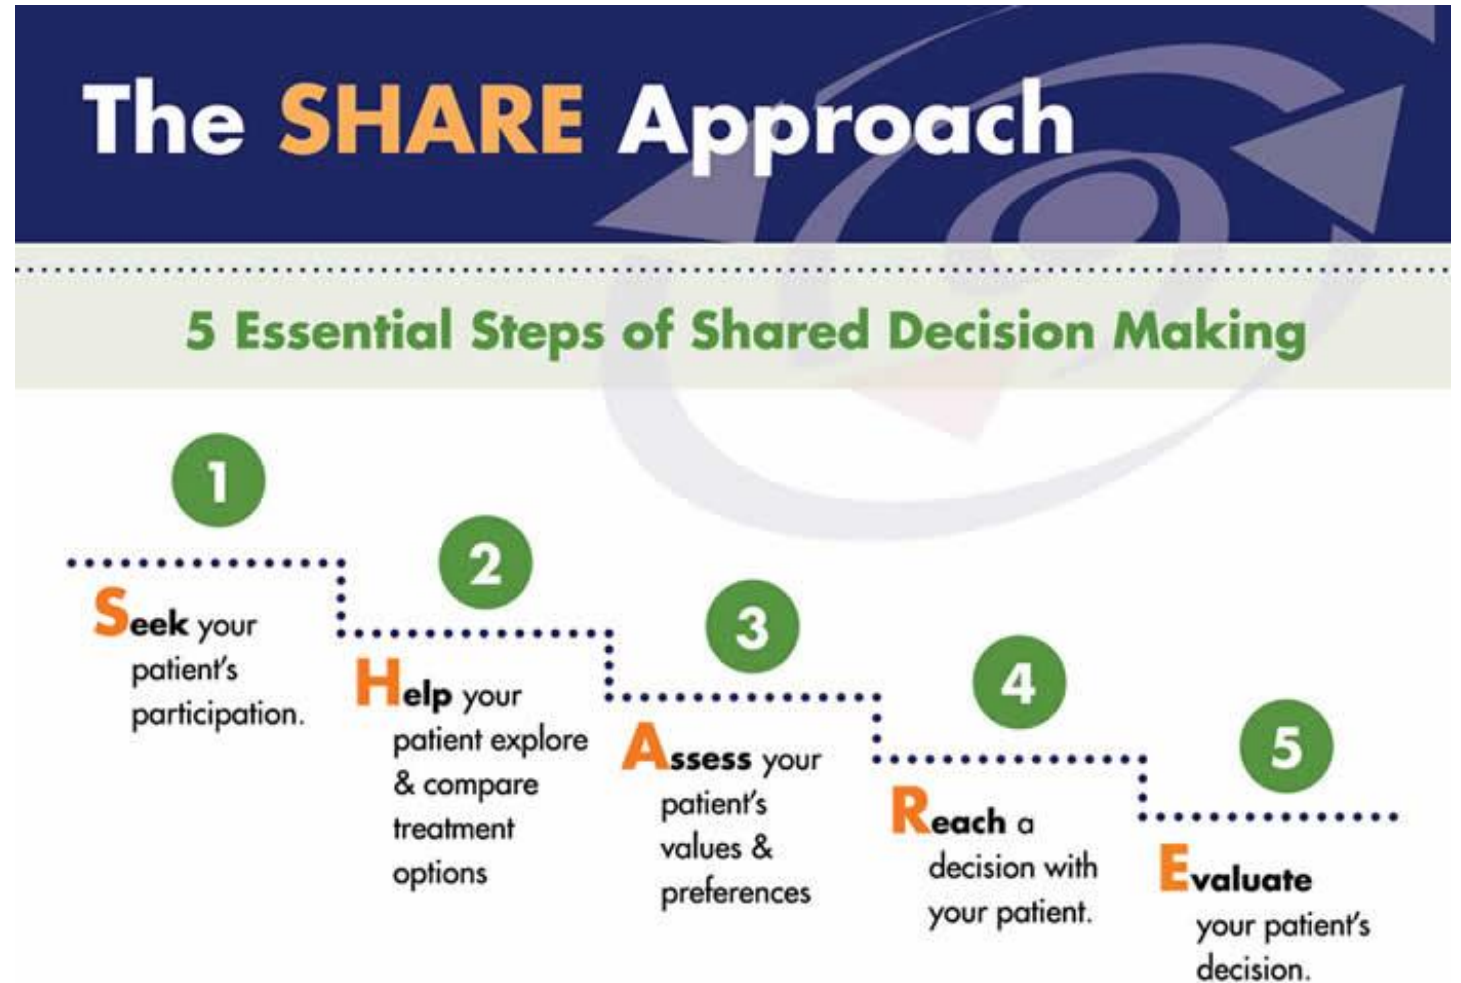 The SHARE Approach
5 Essential Steps of Shared Decision Making
1
Seek your
patient's
participation.
2
Help your
patient explore
& compare
treatment
options
3
Assess your
patient's
values &
preferences
4
Reach a
decision with
your patient.
5
Evaluate
your patient's
decision.